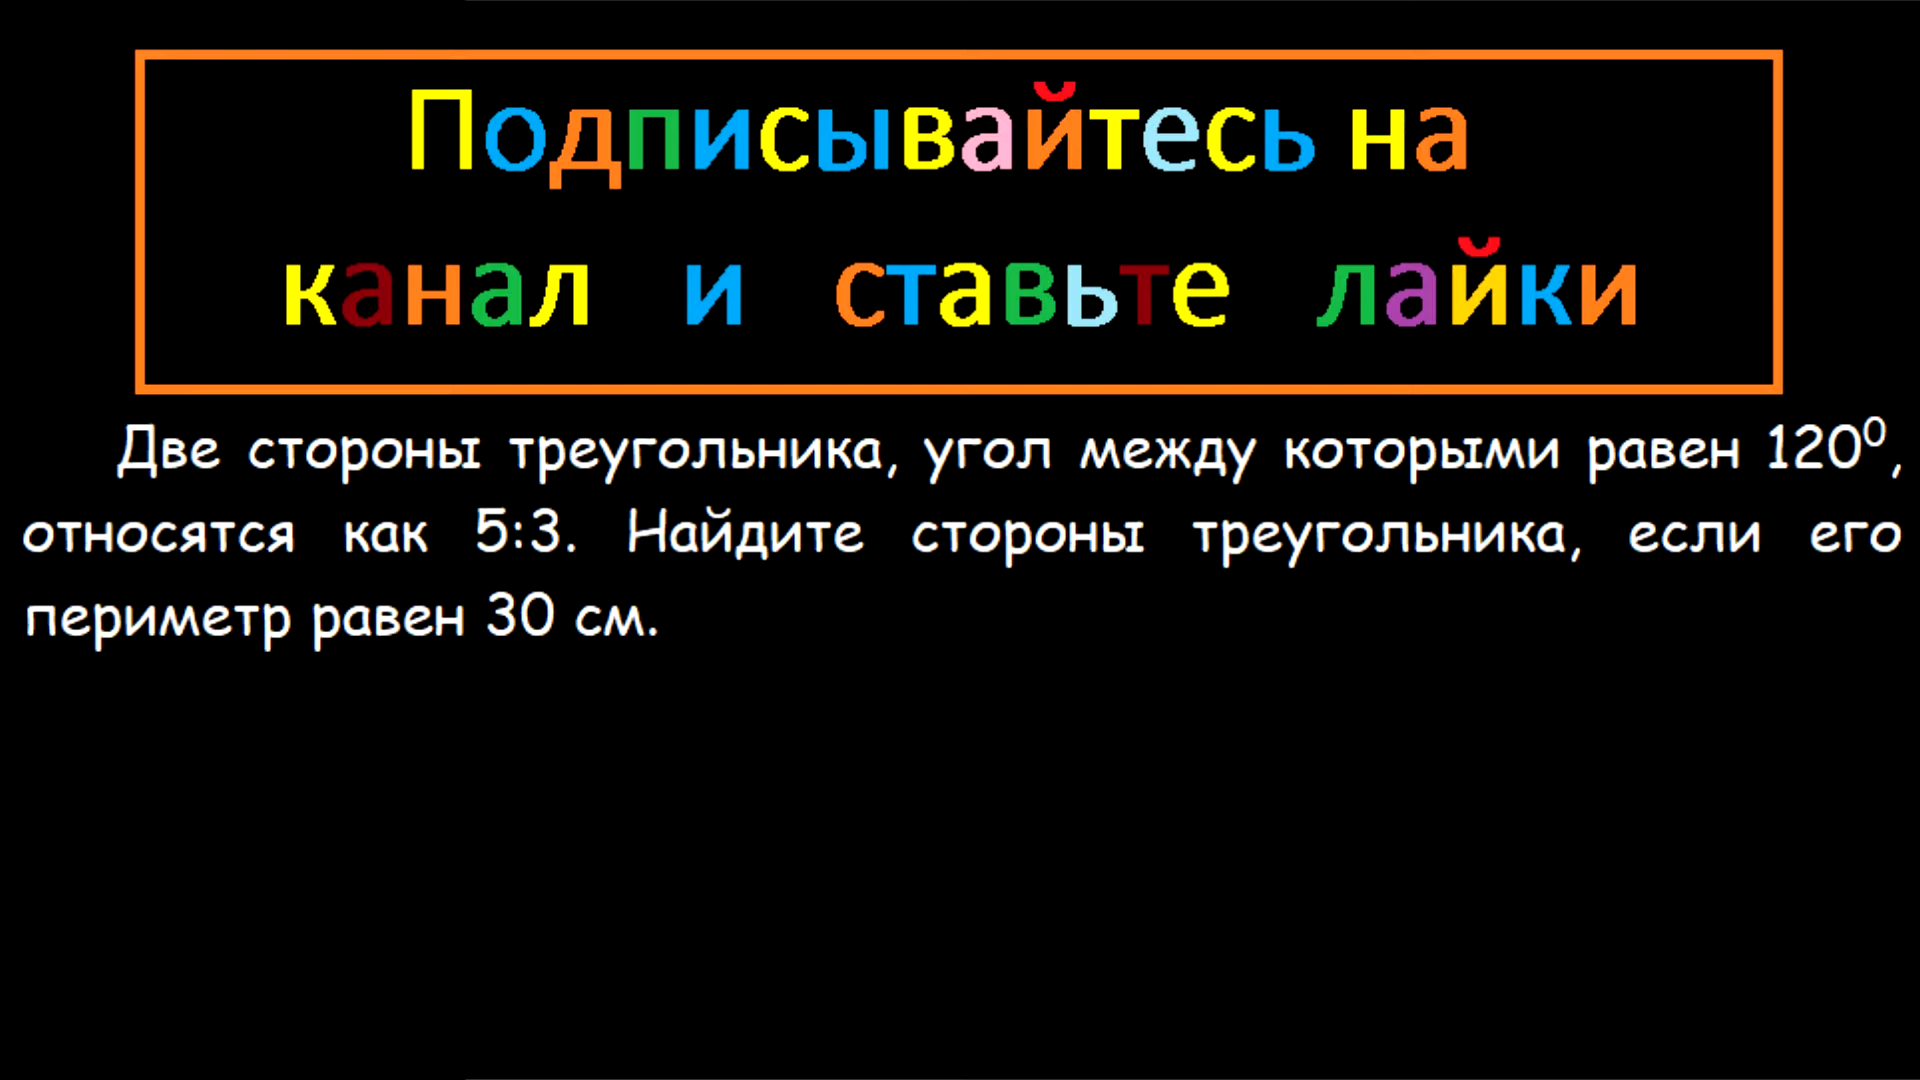 Подписывайтесь на
канал и ставьте лайки
Две стороны треугольника, угол между которыми равен 120⁰,
относятся как 5:3. Найдите стороны треугольника, если его
периметр равен 30 см.